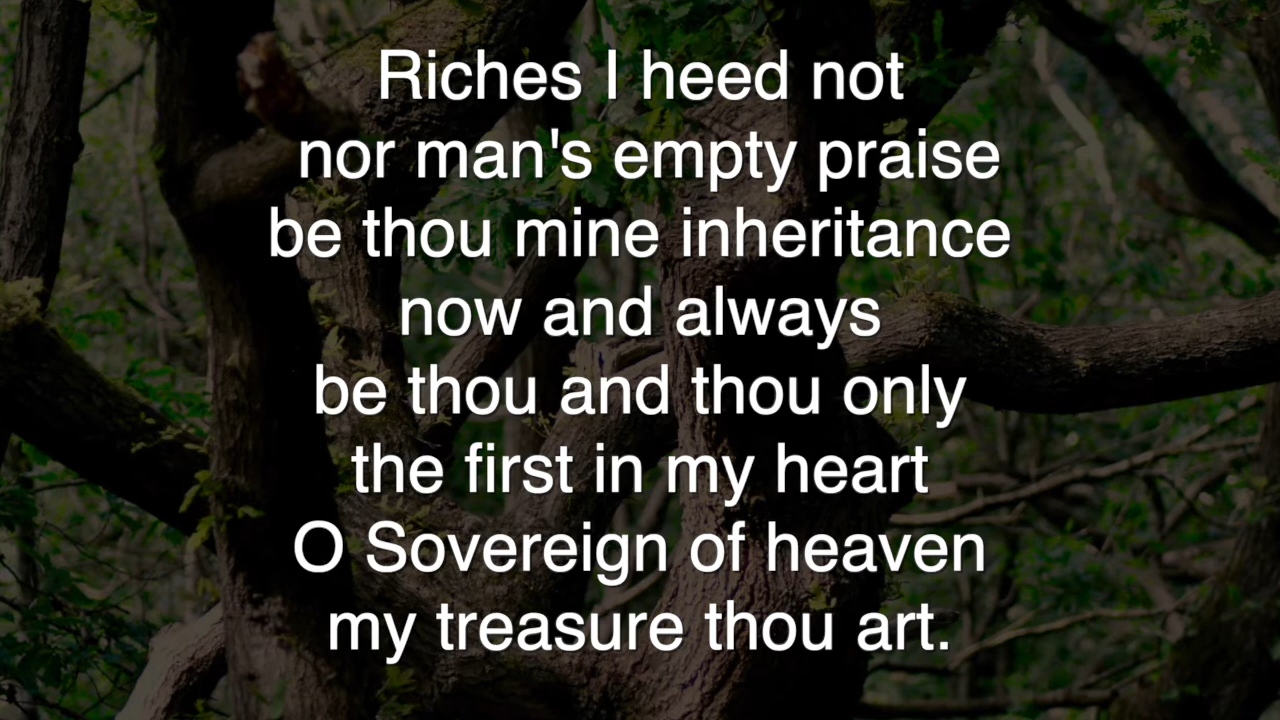 Riches I heed not
nor man's empty praise
be thou mine inheritance
now and always
be thou and thou only
the first in my heart
O Sovereign of heaven
my treasure thou art.